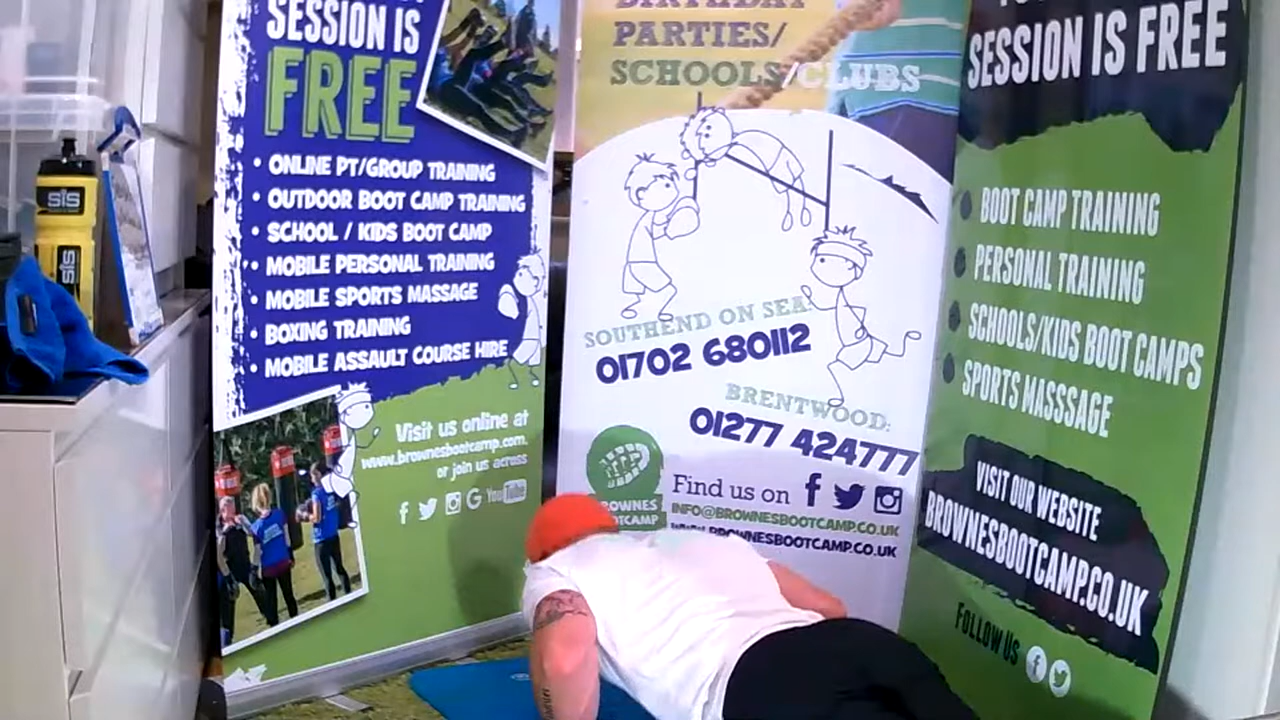 SESSION IS
FREE
• ONLINE PT/GROUP TRAINING
• OUTDOOR BOOT CAMP TRAINING
• SCHOOL / KIDS BOOT CAMP
• MOBILE PERSONAL TRAINING
• MOBILE SPORTS MASSAGE
• BOXING TRAINING
• MOBILE ASSAULT COURSE HIRE
Visit us online at
www.brownesbootcamp.com.
or join us across
f G YouTube
SiS
SiS
BIRTHDAY
PARTIES/
SCHOOLS/CLUBS
SOUTHEND ON SEA:
01702 680112
BRENTWOOD:
01277 424777
Find us on f
INFO@BROWNESBOOTCAMP.CO.UK
WWW.BROWNESBOOTCAMP.CO.UK
SESSION IS FREE
BOOT CAMP TRAINING
PERSONAL TRAINING
SCHOOLS/KIDS BOOT CAMPS
SPORTS MASSSAGE
VISIT OUR WEBSITE
BROWNESBOOTCAMP.CO.UK
FOLLOW US f